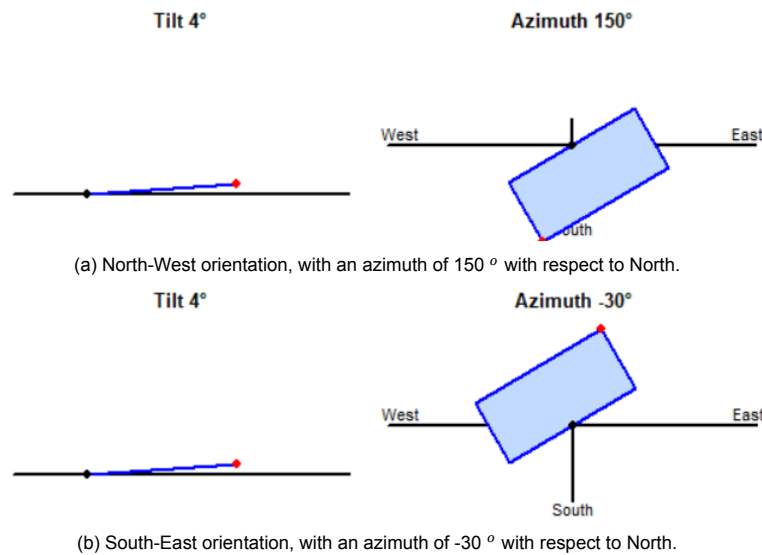 Tilt 4°
Azimuth 150°
West
East
outh
(a) North-West orientation, with an azimuth of 150 ° with respect to North.
Tilt 4°
Azimuth -30°
West
East
South
(b) South-East orientation, with an azimuth of -30 ° with respect to North.